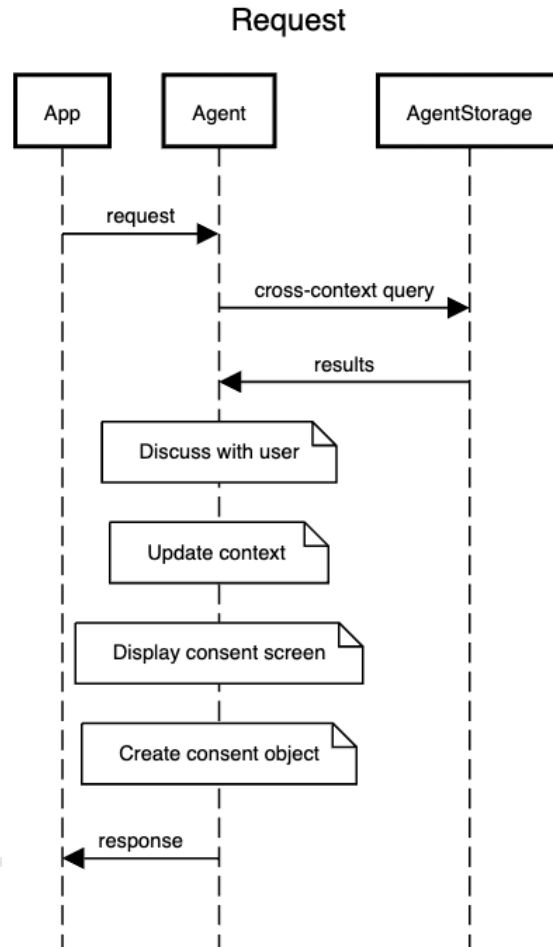 Request
App
Agent
AgentStorage
request
cross-context query
results
Discuss with user
Update context
Display consent screen
Create consent object
response